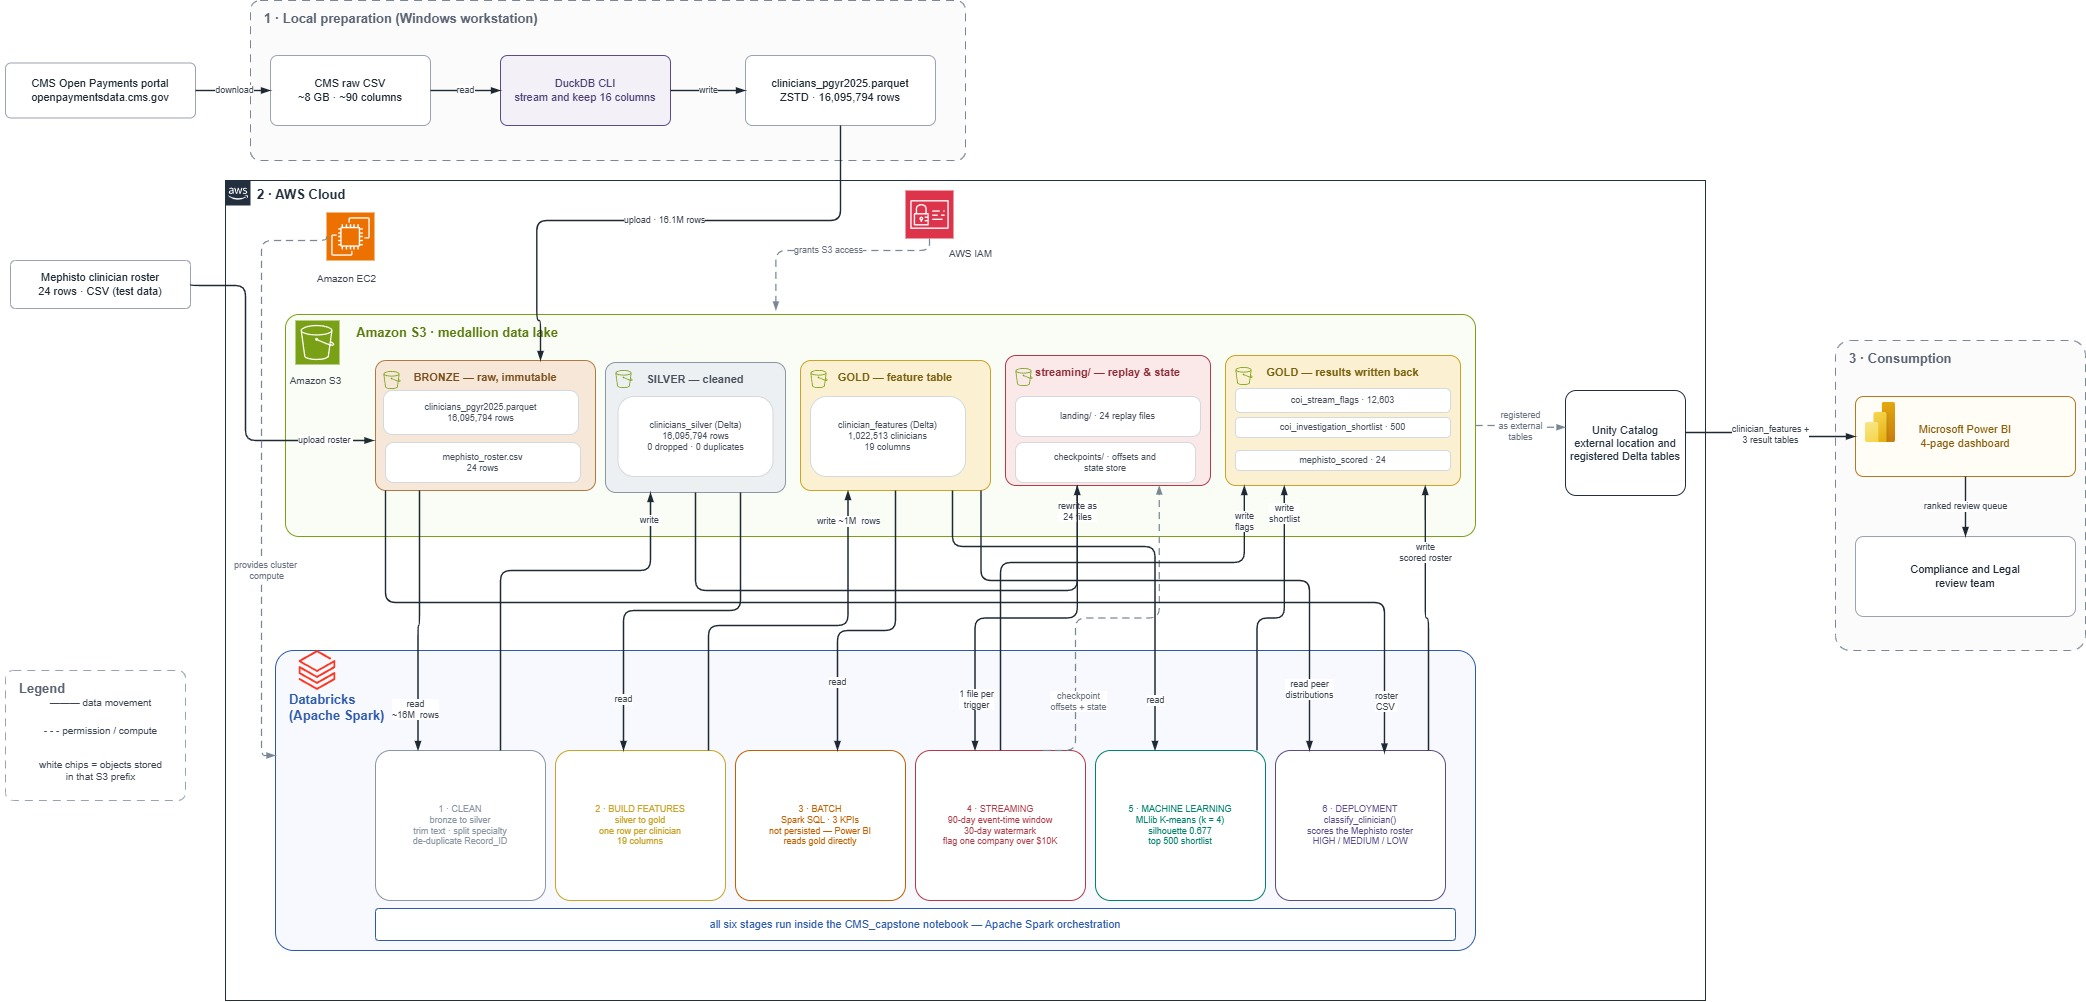 1 · Local preparation (Windows workstation)
CMS Open Payments portal
openpaymentsdata.cms.gov
download
CMS raw CSV
~8 GB · ~90 columns
read
DuckDB CLI
stream and keep 16 columns
write
clinicians_pgyr2025.parquet
ZSTD · 16,095,794 rows
aws
2 · AWS Cloud
upload · 16.1M rows
grants S3 access
AWS IAM
Amazon EC2
Mephisto clinician roster
24 rows · CSV (test data)
Amazon S3 · medallion data lake
Amazon S3
BRONZE — raw, immutable
clinicians_pgyr2025.parquet
16,095,794 rows
mephisto_roster.csv
24 rows
upload roster
SILVER — cleaned
clinicians_silver (Delta)
16,095,794 rows
0 dropped · 0 duplicates
GOLD — feature table
clinician_features (Delta)
1,022,513 clinicians
19 columns
streaming/ — replay & state
landing/ · 24 replay files
checkpoints/ · offsets and
state store
GOLD — results written back
coi_stream_flags · 12,603
coi_investigation_shortlist · 500
mephisto_scored · 24
registered
as external
tables
Unity Catalog
external location and
registered Delta tables
clinician_features +
3 result tables
3 · Consumption
Microsoft Power BI
4-page dashboard
ranked review queue
Compliance and Legal
review team
write
write ~1M rows
rewrite as
24 files
write
flags
write
shortlist
write
scored roster
provides cluster
compute
Legend
data movement
- - - permission / compute
white chips = objects stored
in that S3 prefix
Databricks
(Apache Spark)
read
~16M rows
read
read
1 file per
trigger
checkpoint
offsets + state
read
read peer
distributions
roster
CSV
1 · CLEAN
bronze to silver
trim text · split specialty
de-duplicate Record_ID
2 · BUILD FEATURES
silver to gold
one row per clinician
19 columns
3 · BATCH
Spark SQL · 3 KPIs
not persisted — Power BI
reads gold directly
4 · STREAMING
90-day event-time window
30-day watermark
flag one company over $10K
5 · MACHINE LEARNING
MLlib K-means (k = 4)
silhouette 0.677
top 500 shortlist
6 · DEPLOYMENT
classify_clinician()
scores the Mephisto roster
HIGH / MEDIUM / LOW
all six stages run inside the CMS_capstone notebook — Apache Spark orchestration